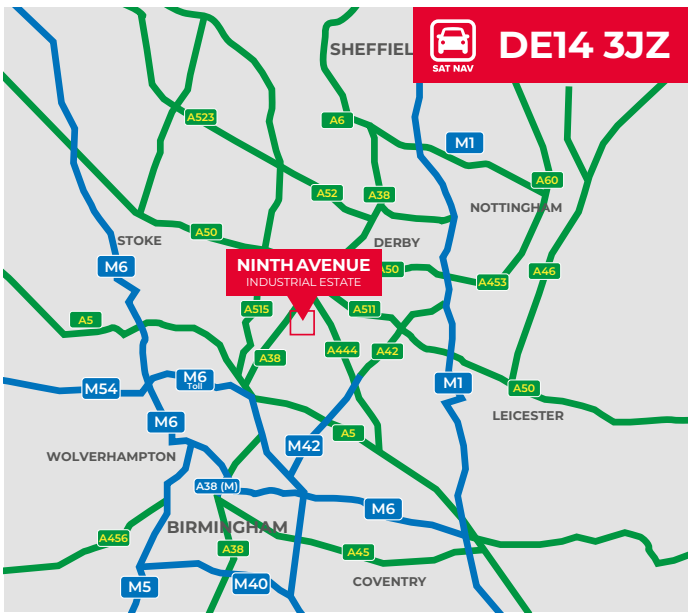 SHEFFIEL
SAT NAV
DE14 3JZ
A523
A6
M1
A52
A38
A60
NOTTINGHAM
STOKE
A50
DERBY
M6
NINTH AVENUE
INDUSTRIAL ESTATE
A50
A453
A46
A5
A515
A511
A38
A444
A42
M54
M6
Toll
M1
A50
LEICESTER
M6
A5
M42
WOLVERHAMPTON
A38 (M)
M6
BIRMINGHAM
A456
A38
A45
M5
M40
COVENTRY